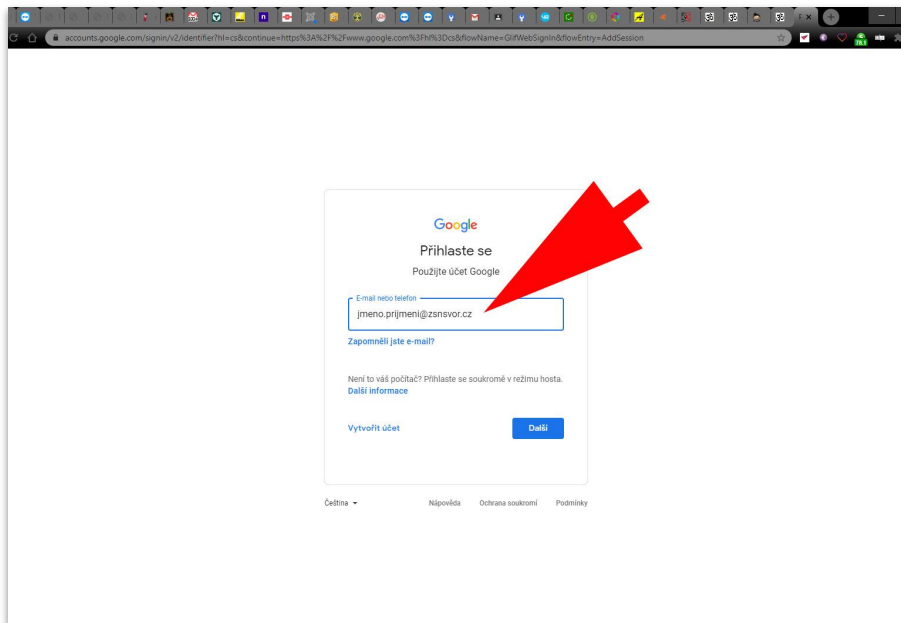 accounts.google.com/signin/v2/identifier?hl=cs&continue=https%3A%2F%2Fwww.google.com%3Fhl%3Dcs&flowName=GlifWebSignIn&flowEntry=AddSession
78.1
Google
Přihlaste se
Použijte účet Google
E-mail nebo telefon
jmeno.prijmeni@zsnsvor.cz
Zapomněli jste e-mail?
Není to váš počítač? Přihlaste se soukromě v režimu hosta.
Další informace
Vytvořit účet
Další
Čeština
Nápověda
Ochrana soukromí
Podmínky